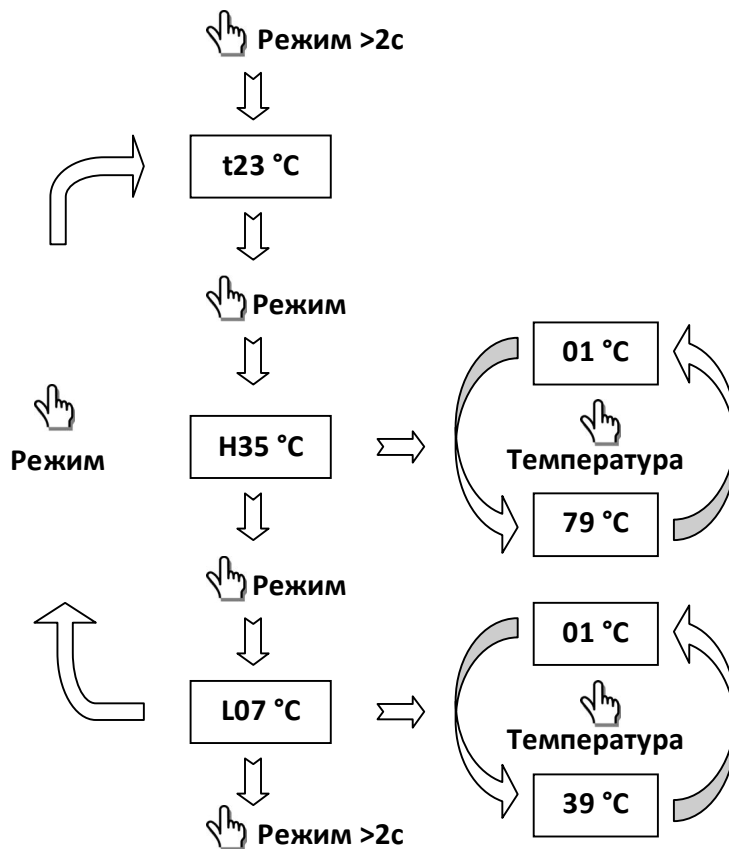 Режим >2с
t23 °C
Режим
01 °C
Режим
H35 °C
Температура
79 °C
Режим
01 °C
L07 °C
Температура
39 °C
Режим >2с